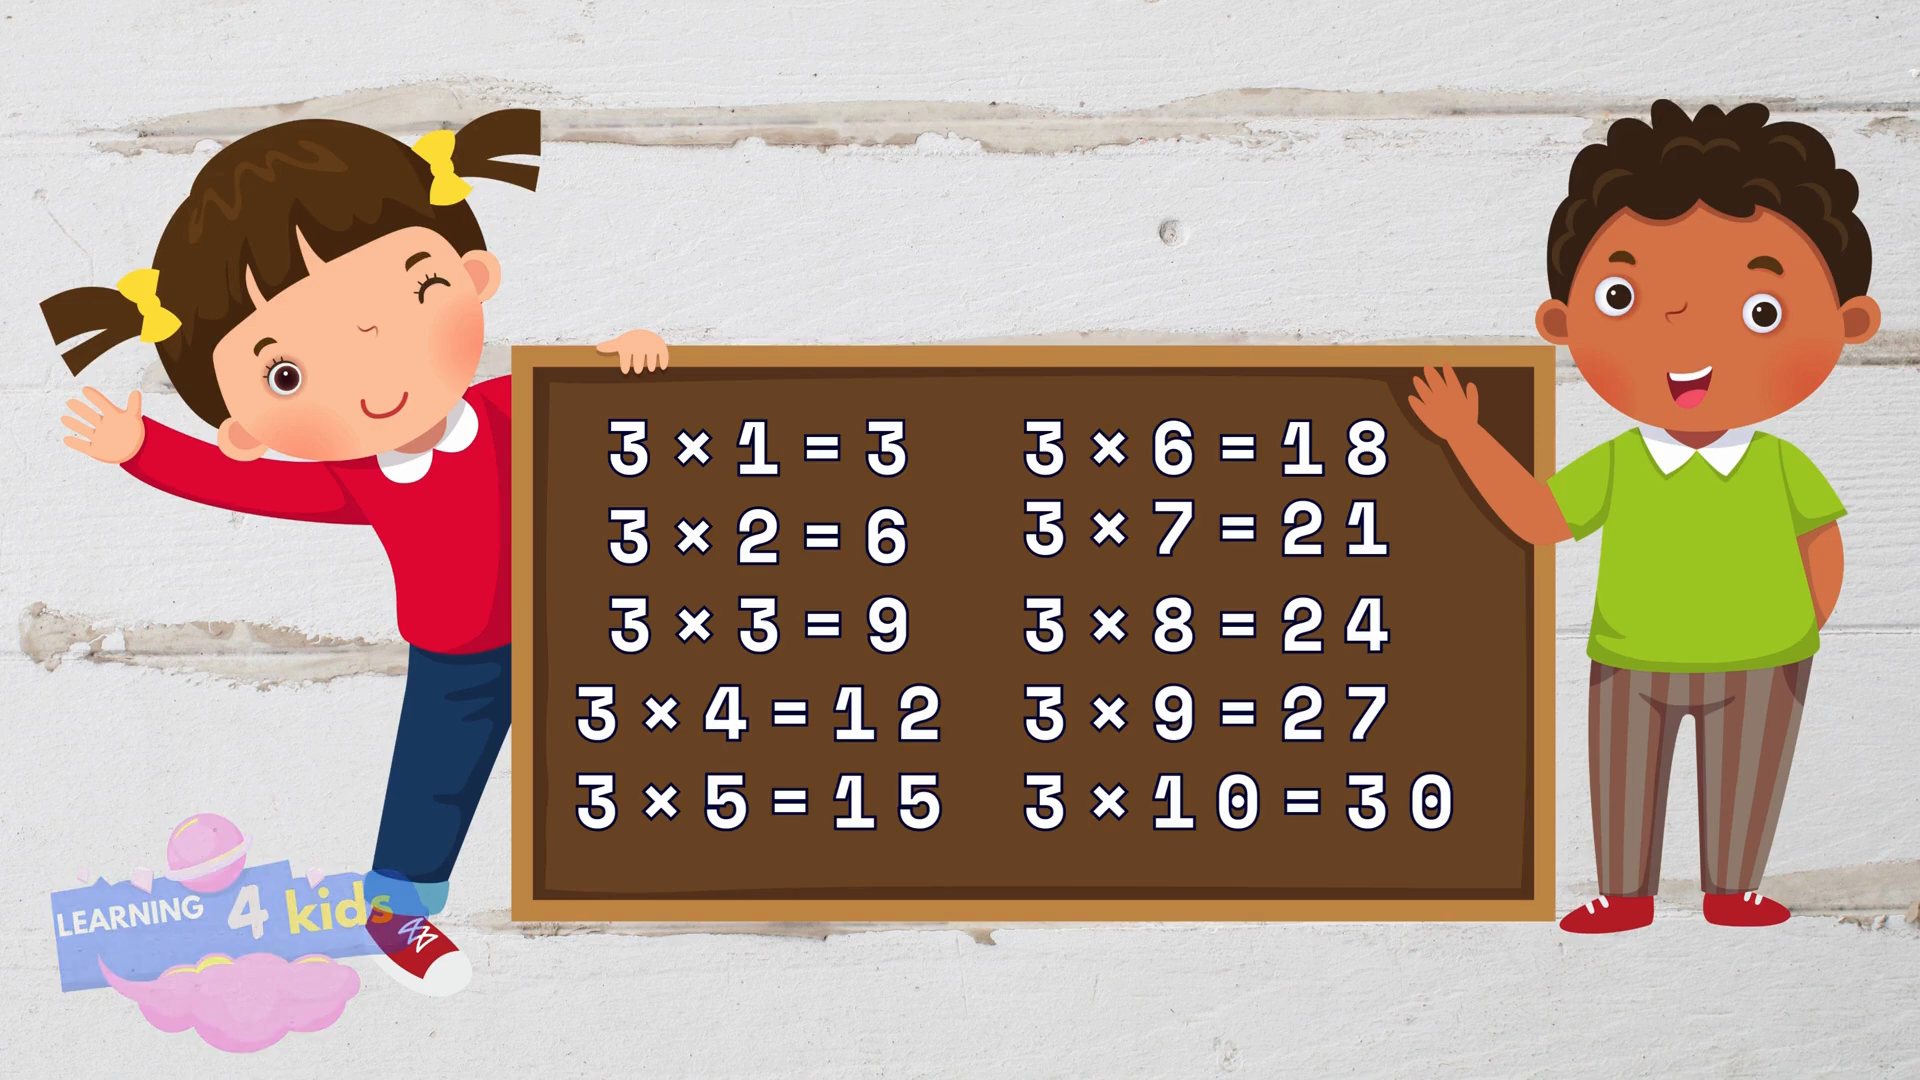 3 × 1 = 3
3 × 2 = 6
3 × 3 = 9
3 × 4 = 12
3 × 5 = 15
3 × 6 = 18
3 × 7 = 21
3 × 8 = 24
3 × 9 = 27
3 × 10 = 30
LEARNING 4 kids